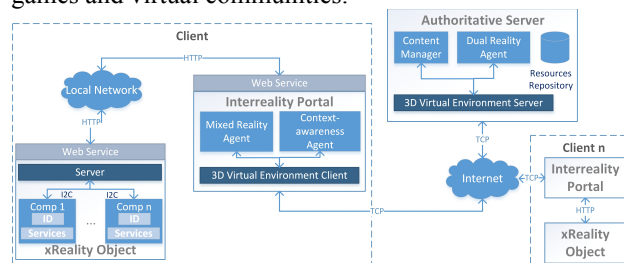 games and virtual communities.
Client
HTTP
Local Network
HTTP
Web Service
Server
I2C I2C
Comp 1 ... Comp n
ID ID
Services Services
xReality Object
Web Service
Interreality Portal
Mixed Reality Agent
Context-awareness Agent
3D Virtual Environment Client
TCP
Authoritative Server
Content Manager
Dual Reality Agent
Resources Repository
3D Virtual Environment Server
TCP
Internet
TCP
Client n
Interreality Portal
HTTP
xReality Object